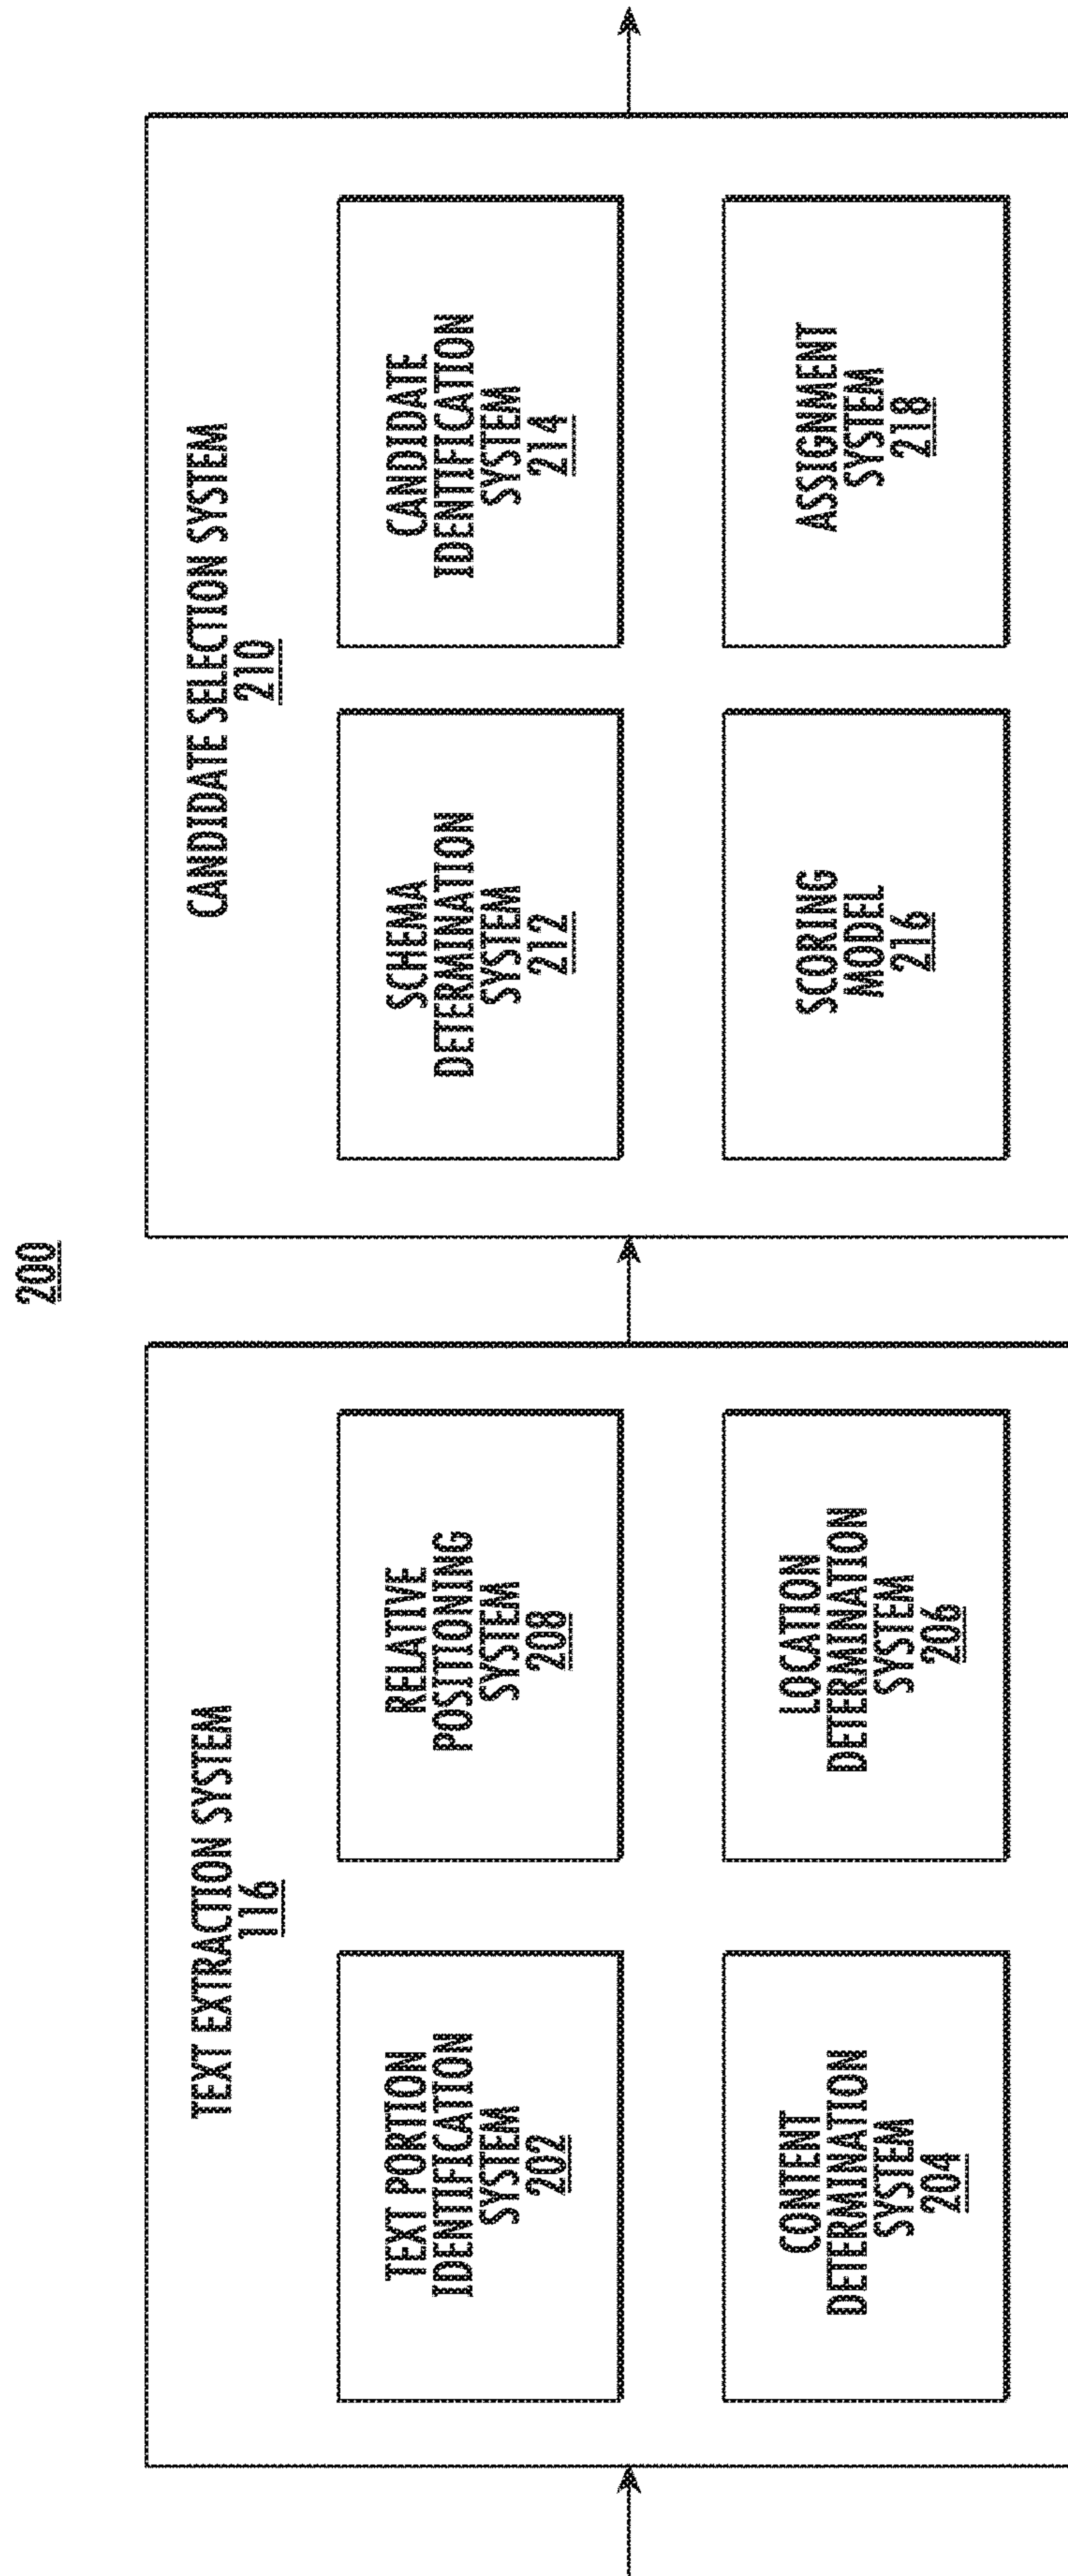 200
TEXT EXTRACTION SYSTEM
116
TEXT PORTION
IDENTIFICATION
SYSTEM
202
RELATIVE
POSITIONING
SYSTEM
208
CONTENT
DETERMINATION
SYSTEM
204
LOCATION
DETERMINATION
SYSTEM
206
CANDIDATE SELECTION SYSTEM
210
SCHEMA
DETERMINATION
SYSTEM
212
CANDIDATE
IDENTIFICATION
SYSTEM
214
SCORING
MODEL
216
ASSIGNMENT
SYSTEM
218